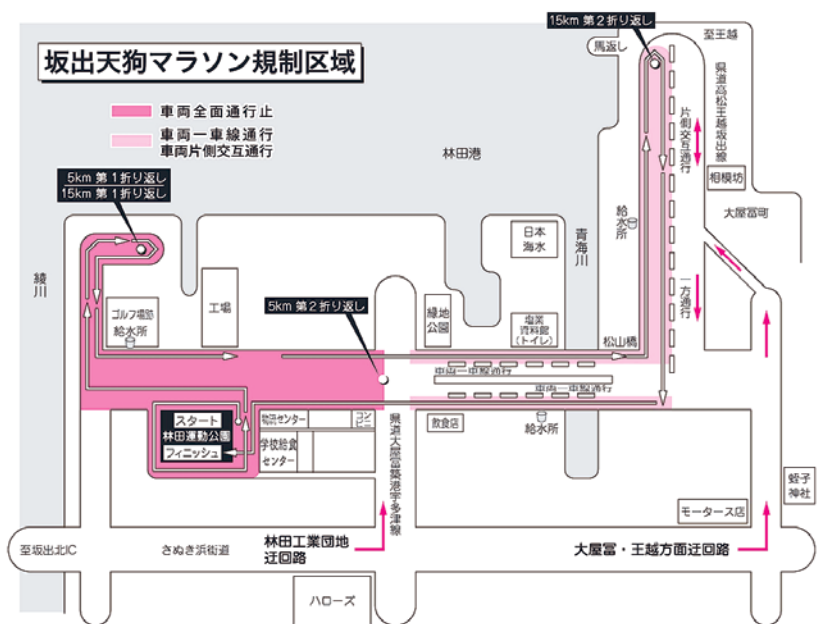 坂出天狗マラソン規制区域
車両全面通行止
車両一車線通行
車両片側交互通行
15km 第2折り返し
馬返し
至王越
県道高松王越坂出線
片側交互通行
林田港
5km 第1折り返し
15km 第1折り返し
相模坊
大屋冨町
給水所
日本
海水
青海川
綾川
工場
ゴルフ場跡
給水所
5km 第2折り返し
緑地
公園
塩業
資料館
(トイレ)
松山橋
一方通行
車両一車線通行
車両一車線通行
スタート
林田運動公園
フィニッシュ
物流センター
コンビニ
学校給食
センター
県道大屋冨築港宇多津線
飲食店
給水所
蛭子
神社
モータース店
至坂出北IC
さぬき浜街道
林田工業団地
迂回路
大屋冨・王越方面迂回路
ハローズ